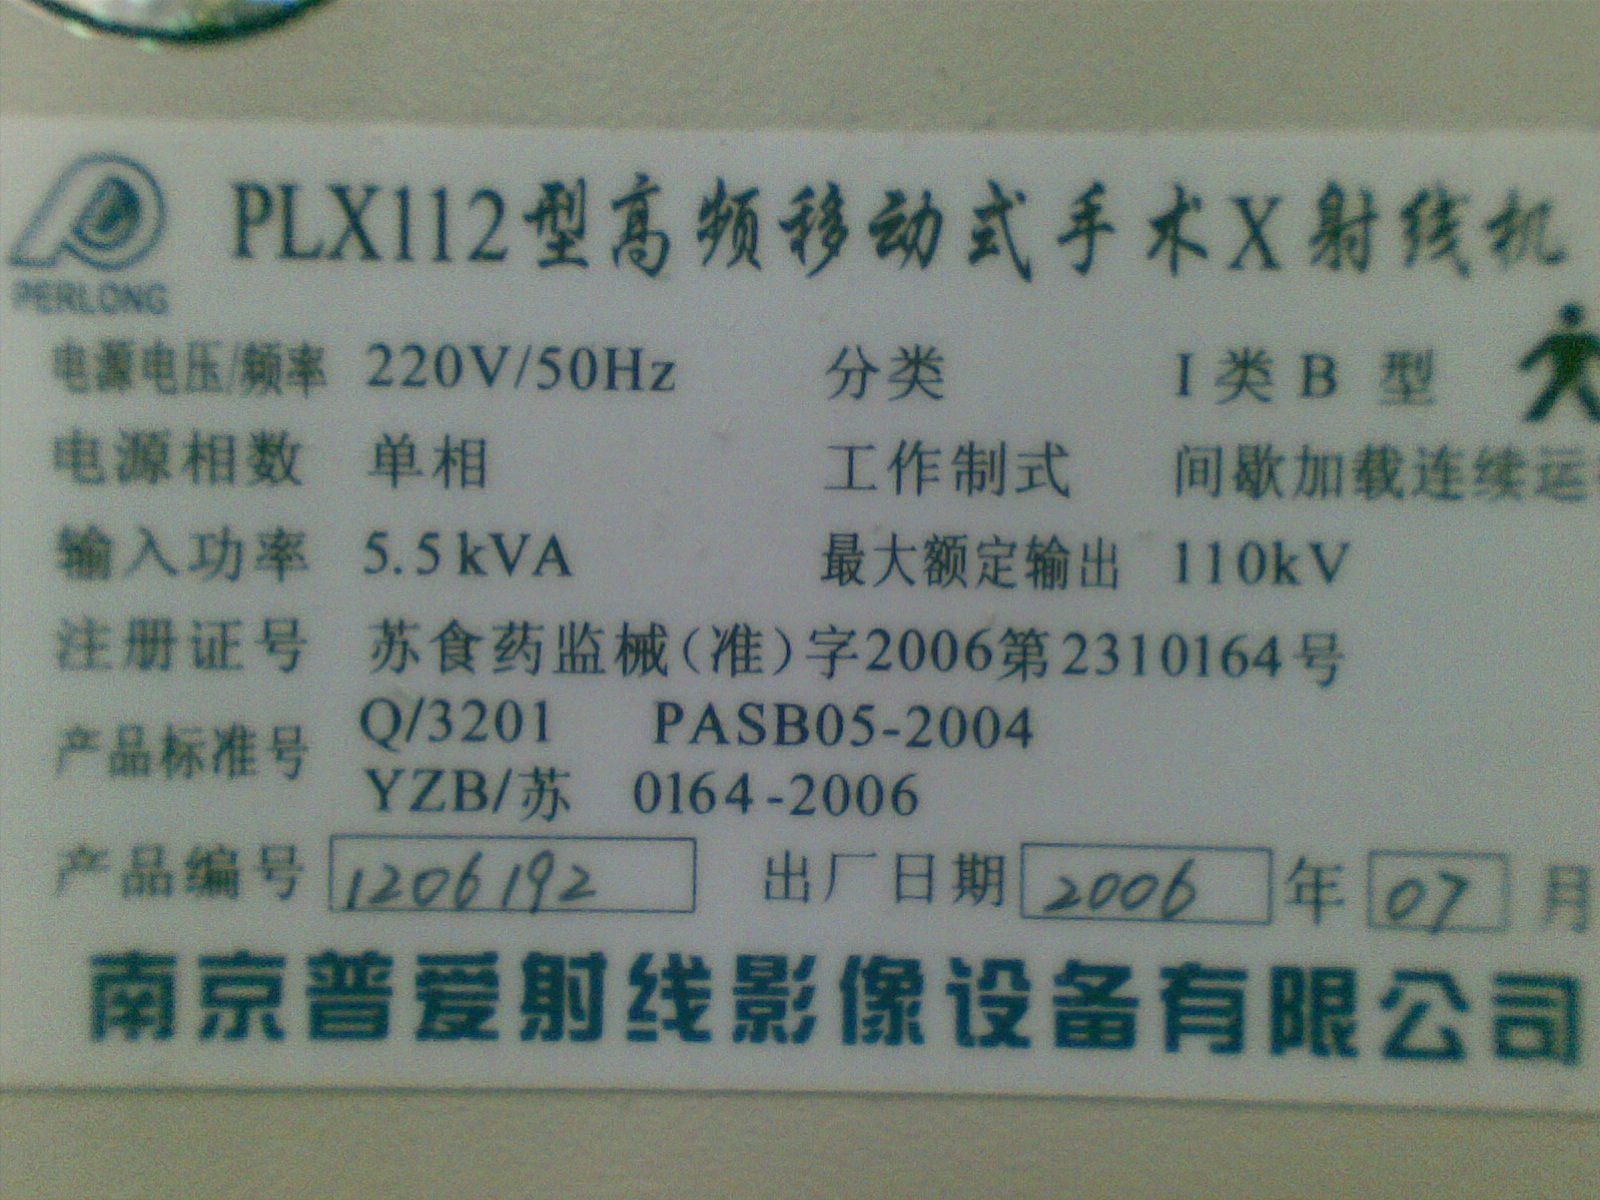 PLX112型高频移动式手术X射线机
PERLONG
电源电压/频率 220V/50Hz 分类 I类B 型
电源相数 单相 工作制式 间歇加载连续运
输入功率 5.5kVA 最大额定输出 110kV
注册证号 苏食药监械(准)字2006第2310164号
产品标准号 Q/3201 PASB05-2004
YZB/苏 0164-2006
产品编号 1206192 出厂日期 2006 年 07 月
南京普爱射线影像设备有限公司